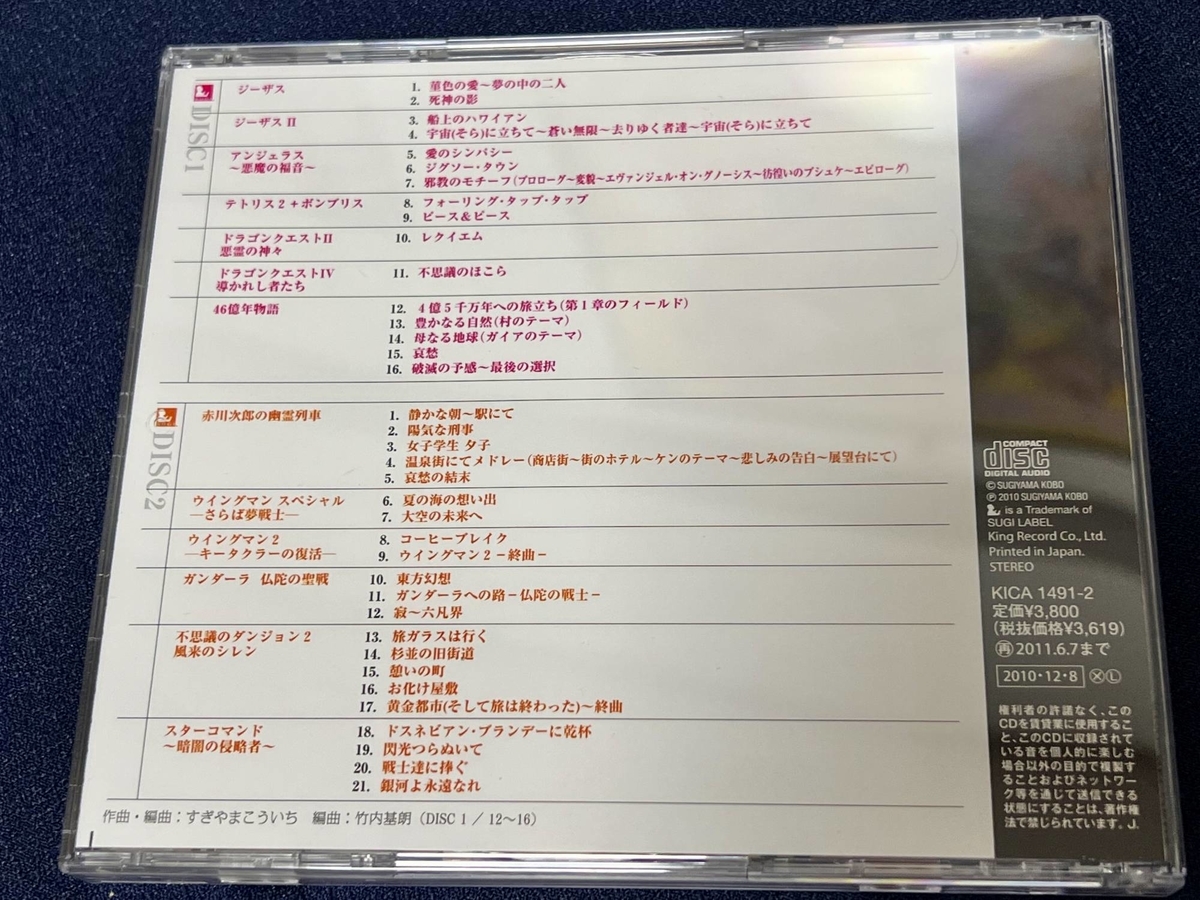 DISC 1
ジーザス
1. 菫色の愛～夢の中の二人
2. 死神の影
ジーザスⅡ
3. 船上のハワイアン
4. 宇宙(そら)に立ちて～蒼い無限～去りゆく者達～宇宙(そら)に立ちて
アンジェラス
～悪魔の福音～
5. 愛のシンパシー
6. ジグソー・タウン
7. 邪教のモチーフ(プロローグ～変貌～エヴァンジェル・オン・グノーシス～彷徨いのプシュケ～エピローグ)
テトリス2+ボンブリス
8. フォーリング・タップ・タップ
9. ピース&ピース
ドラゴンクエストII
悪霊の神々
10. レクイエム
ドラゴンクエストIV
導かれし者たち
11. 不思議のほこら
46億年物語
12. 4億5千万年への旅立ち(第1章のフィールド)
13. 豊かなる自然(村のテーマ)
14. 母なる地球(ガイアのテーマ)
15. 哀愁
16. 破滅の予感～最後の選択
DISC2
赤川次郎の幽霊列車
1. 静かな朝～駅にて
2. 陽気な刑事
3. 女子学生 夕子
4. 温泉街にてメドレー(商店街～街のホテル～ケンのテーマ～悲しみの告白～展望台にて)
5. 哀愁の結末
ウイングマン スペシャル
―さらば夢戦士―
6. 夏の海の想い出
7. 大空の未来へ
ウイングマン2
―キータクラーの復活―
8. コーヒーブレイク
9. ウイングマン2－終曲－
ガンダーラ 仏陀の聖戦
10. 東方幻想
11. ガンダーラへの路－仏陀の戦士－
12. 寂～六凡界
不思議のダンジョン2
風来のシレン
13. 旅ガラスは行く
14. 杉並の旧街道
15. 憩いの町
16. お化け屋敷
17. 黄金都市(そして旅は終わった)～終曲
スターコマンド
～暗闇の侵略者～
18. ドスネビアン・ブランデーに乾杯
19. 閃光つらぬいて
20. 戦士達に捧ぐ
21. 銀河よ永遠なれ
作曲・編曲：すぎやまこういち 編曲：竹内基朗 (DISC 1 / 12～16)
COMPACT
disc
DIGITAL AUDIO
©SUGIYAMA KOBO
℗2010 SUGIYAMA KOBO
is a Trademark of
SUGI LABEL
King Record Co., Ltd.
Printed in Japan.
STEREO
KICA 1491-2
定価¥3,800
(税抜価格¥3,619)
再2011.6.7まで
2010・12・8 ⓍⓁ
権利者の許諾なく、この
CDを賃貸業に使用するこ
と、このCDに収録されて
いる音を個人的に楽しむ
場合以外の目的で複製す
ることおよびネットワー
ク等を通じて送信できる
状態にすることは、著作権
法で禁じられています。J.